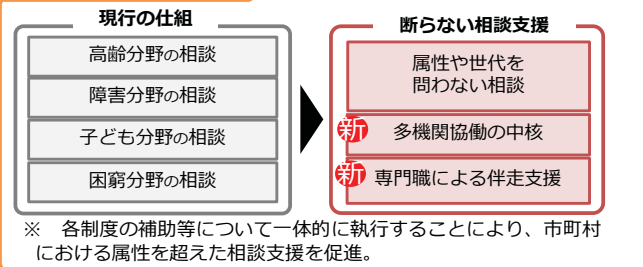 現行の仕組
高齢分野の相談
障害分野の相談
子ども分野の相談
困窮分野の相談
断らない相談支援
属性や世代を
問わない相談
新 多機関協働の中核
新 専門職による伴走支援
※ 各制度の補助等について一体的に執行することにより、市町村
における属性を超えた相談支援を促進。